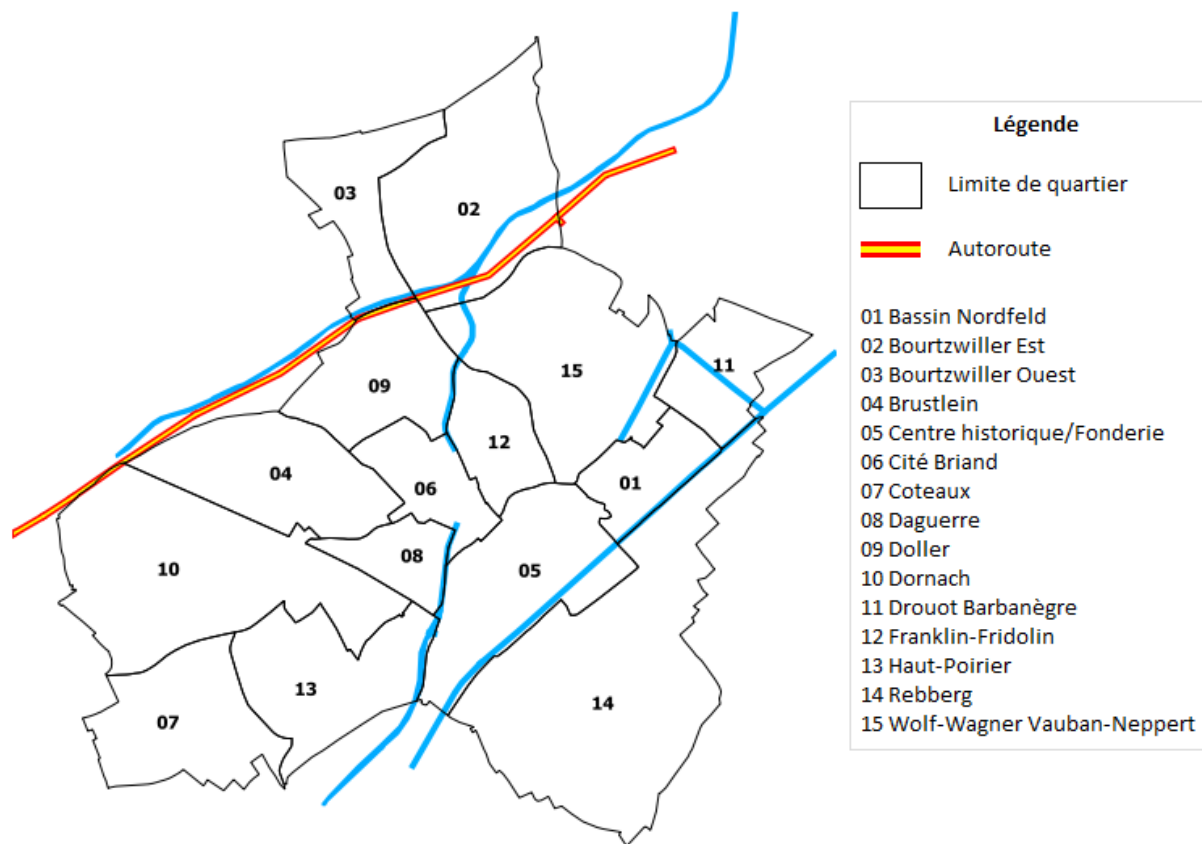 03
02
15
11
09
12
04
06
01
08
05
10
13
14
07
Légende
Limite de quartier
Autoroute
01 Bassin Nordfeld
02 Bourtzwiller Est
03 Bourtzwiller Ouest
04 Brustlein
05 Centre historique/Fonderie
06 Cité Briand
07 Coteaux
08 Daguerre
09 Doller
10 Dornach
11 Drouot Barbanègre
12 Franklin-Fridolin
13 Haut-Poirier
14 Rebberg
15 Wolf-Wagner Vauban-Neppert